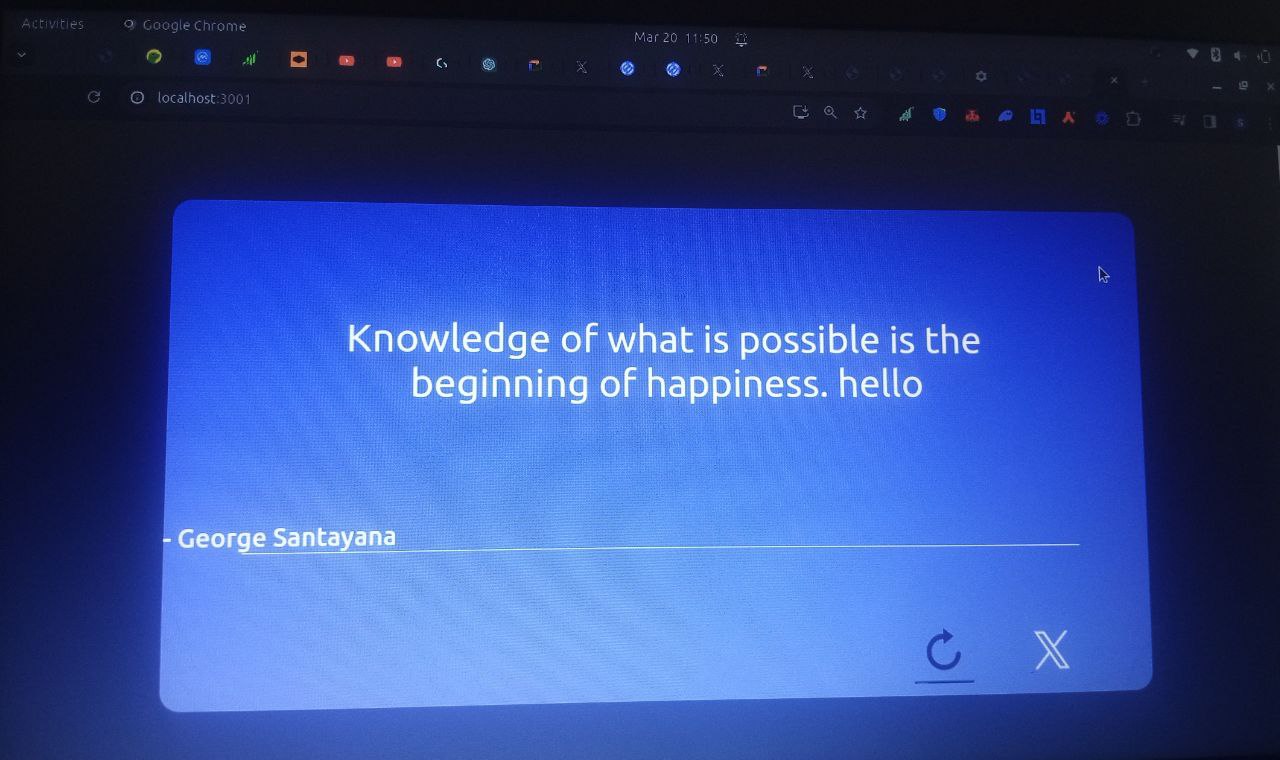 Activities Google Chrome
Mar 20 11:50
localhost:3001
Knowledge of what is possible is the
beginning of happiness. hello
- George Santayana